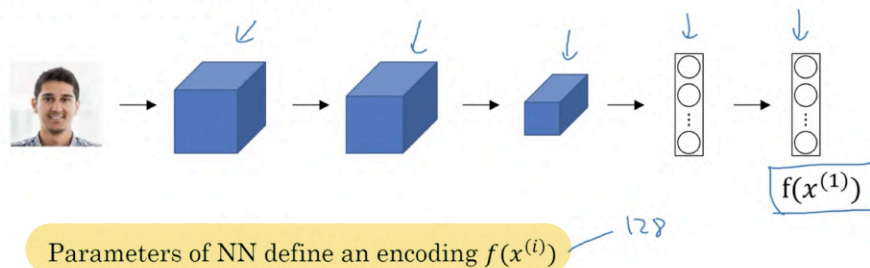 f(x⁽¹⁾)
128
Parameters of NN define an encoding f(x⁽ⁱ⁾)